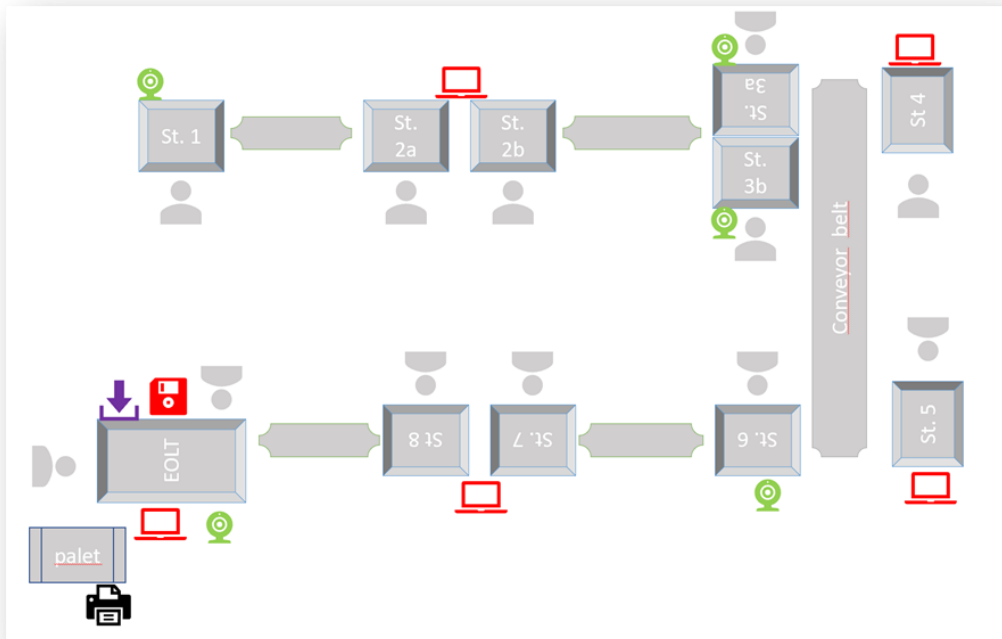 St. 1
St.
2a
St.
2b
St.
3a
St.
3b
St 4
Conveyor belt
St. 5
St. 6
St. 7
St 8
EOLT
palet